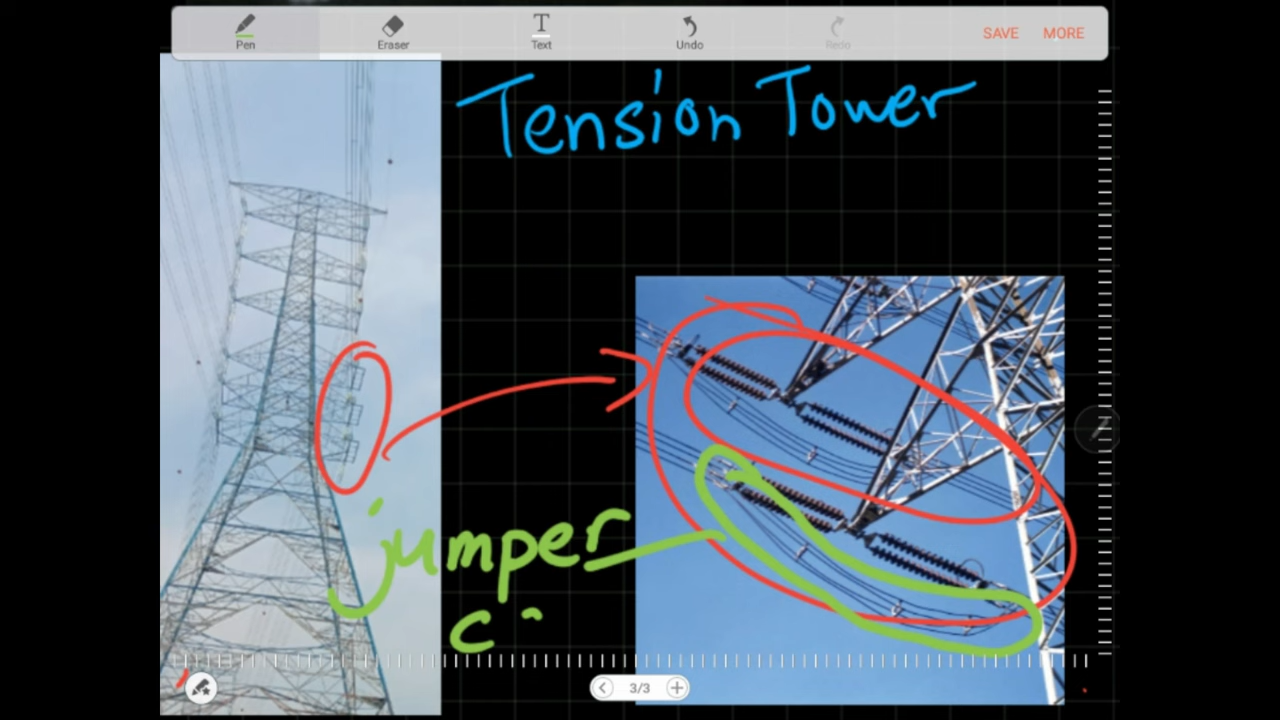 Pen Eraser Text Undo Redo SAVE MORE
Tension Tower
jumper
c
3/3